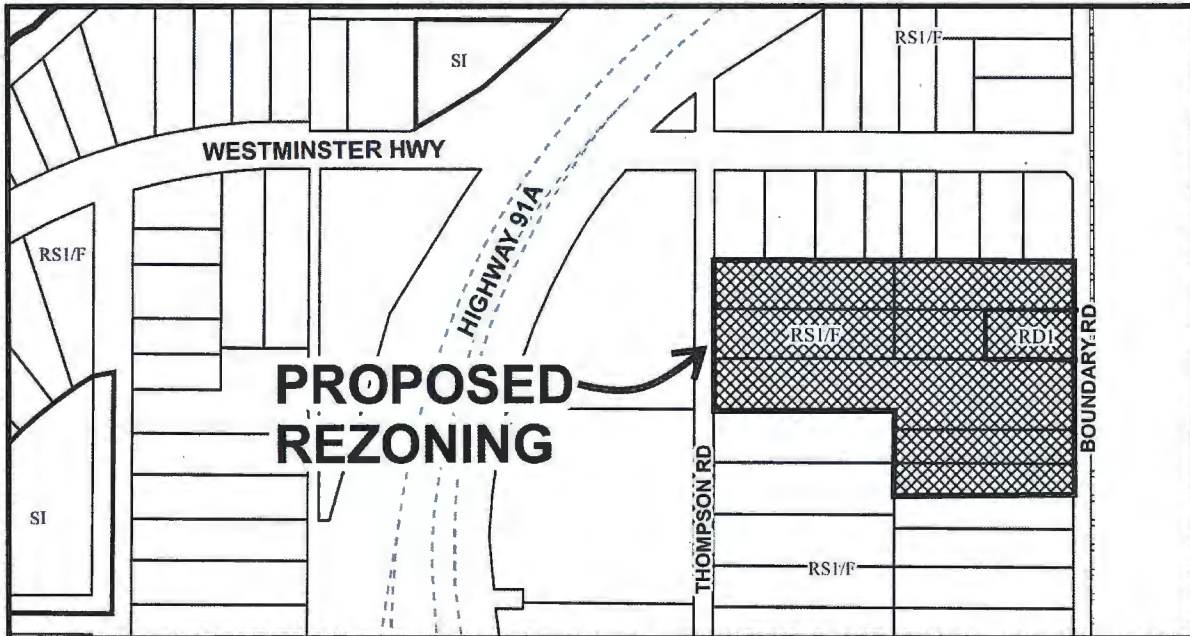 SI
RS1/F
WESTMINSTER HWY
RS1/F
HIGHWAY 91A
RS1/F
RD1
BOUNDARY RD
PROPOSED
REZONING
THOMPSON RD
SI
RS1/F